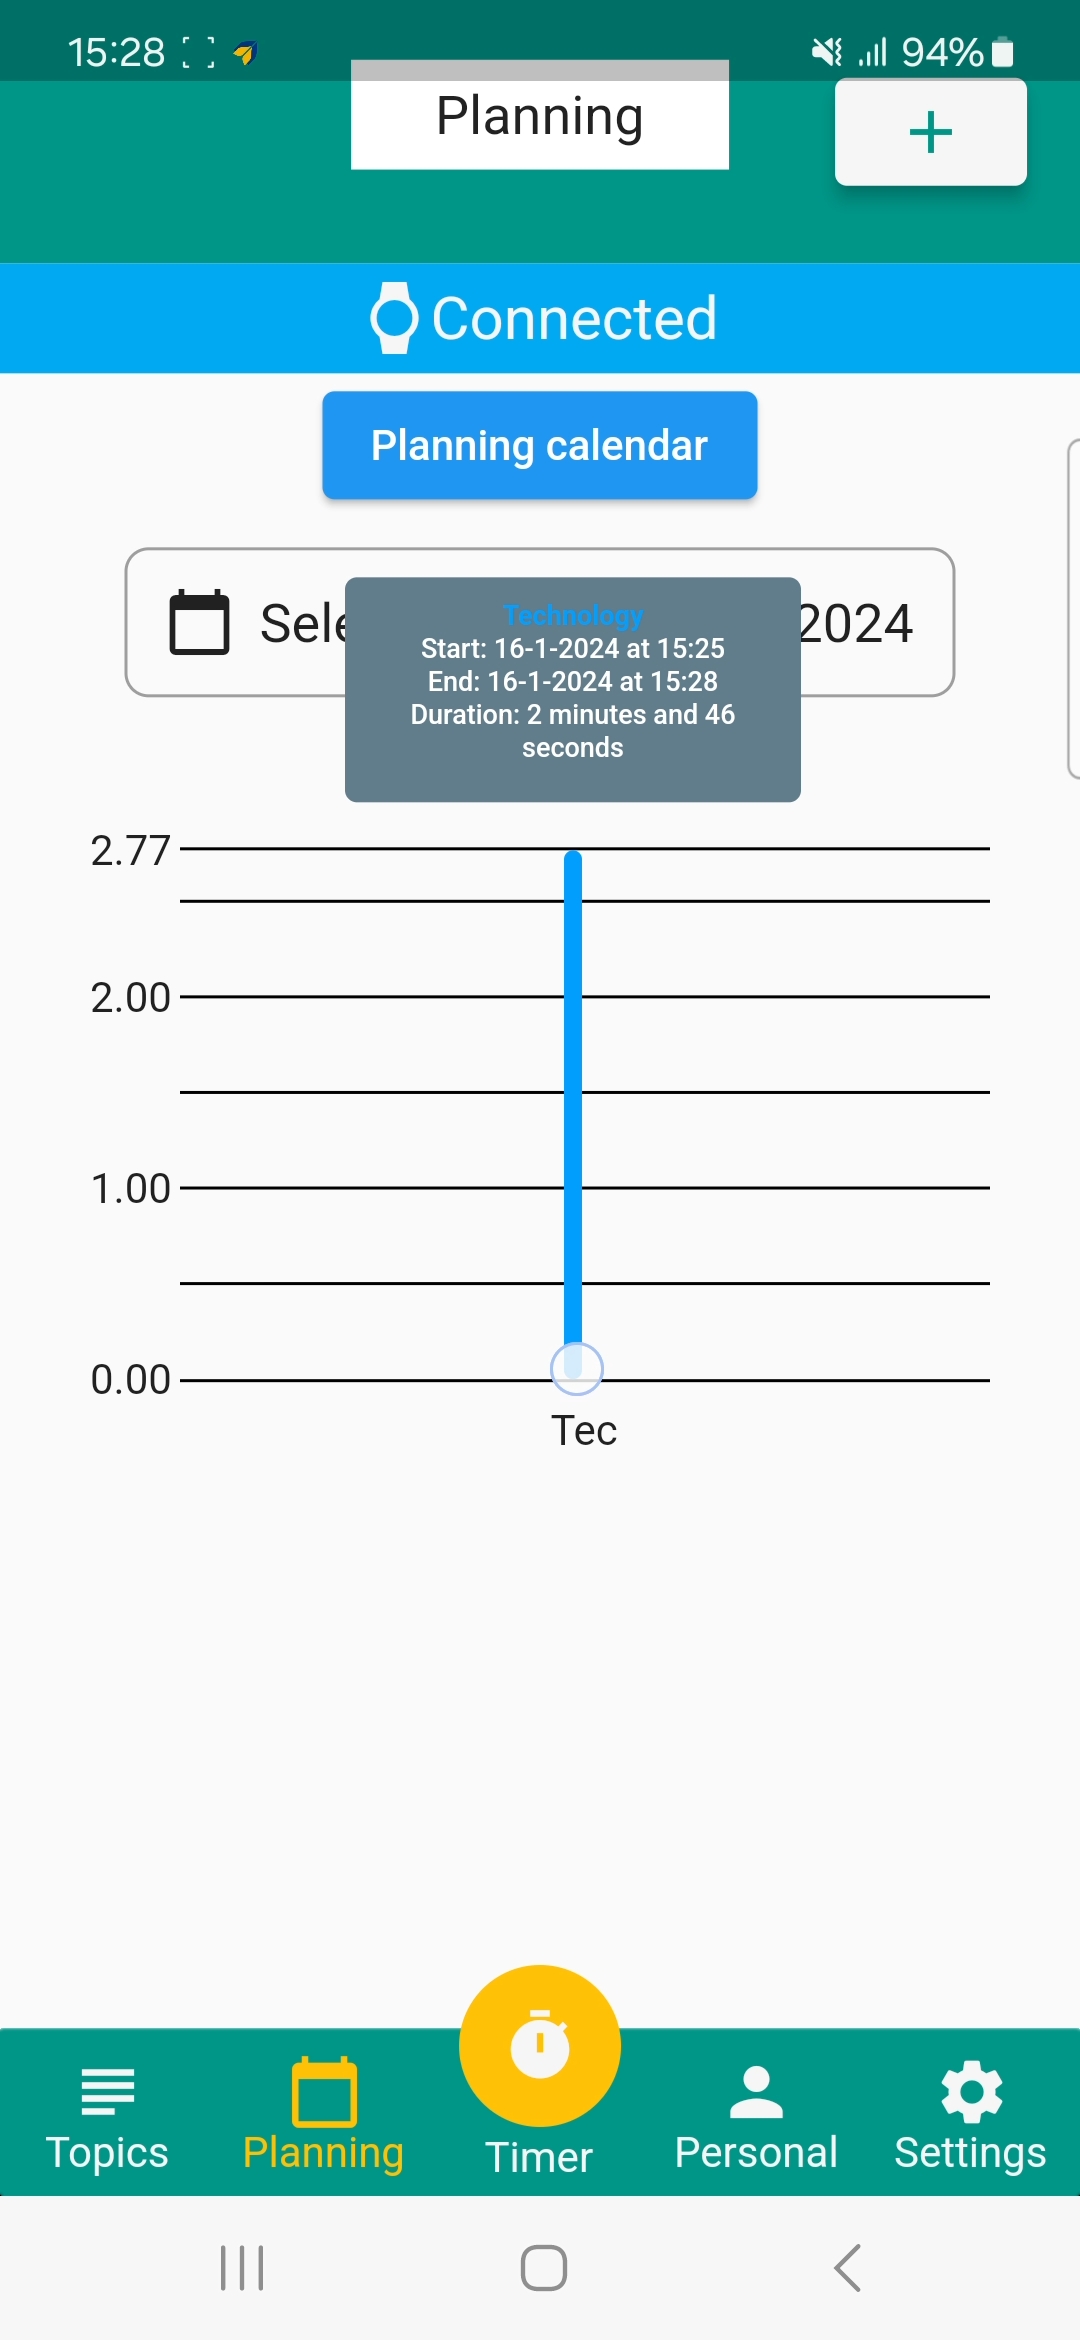 15:28
94%
Planning
+
Connected
Planning calendar
2024
Technology
Start: 16-1-2024 at 15:25
End: 16-1-2024 at 15:28
Duration: 2 minutes and 46
seconds
2.77
2.00
1.00
0.00
Tec
Topics
Planning
Timer
Personal
Settings